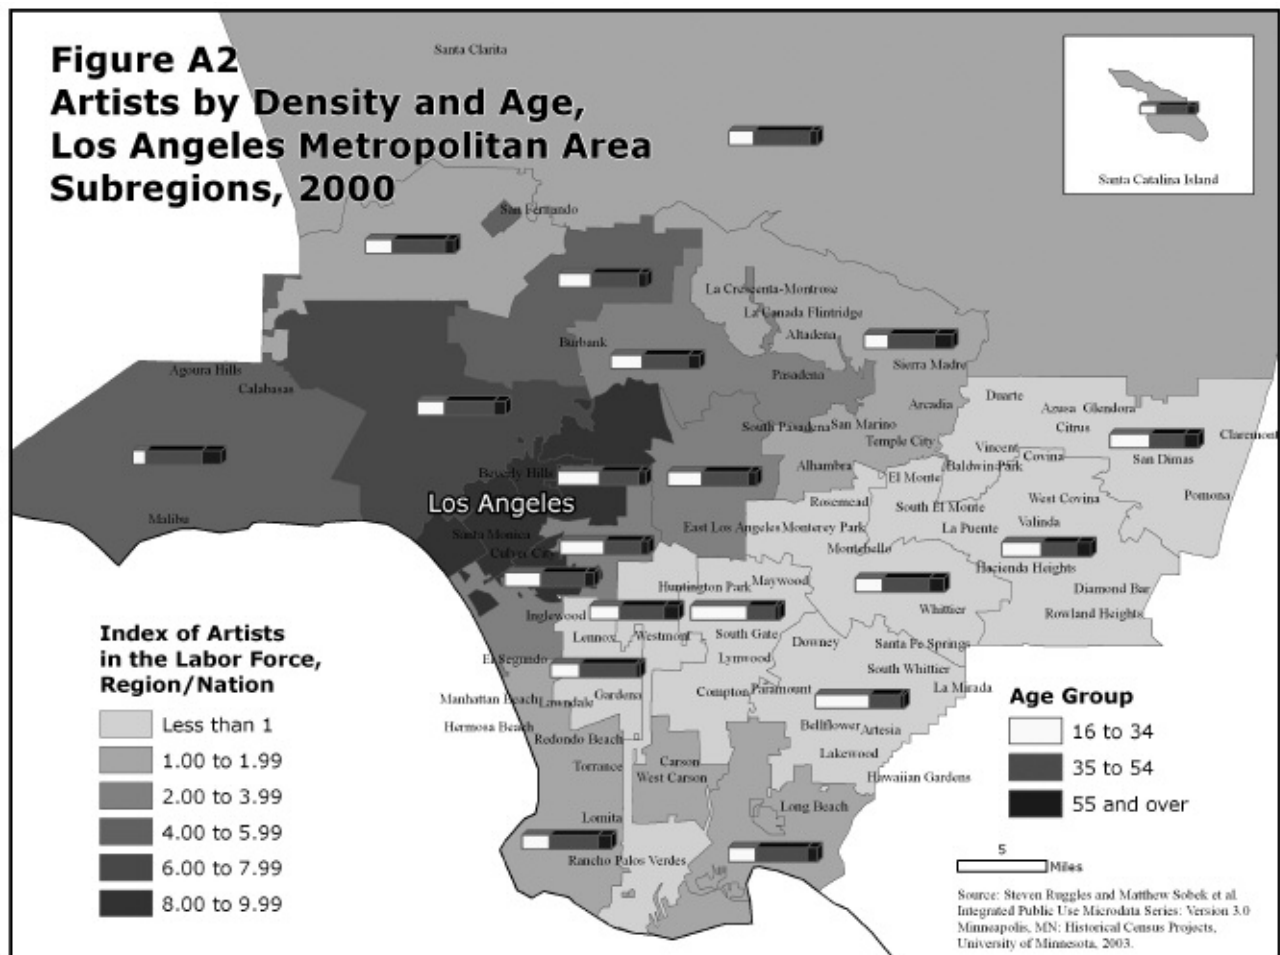 Figure A2
Artists by Density and Age,
Los Angeles Metropolitan Area
Subregions, 2000
Santa Clarita
Santa Catalina Island
San Fernando
La Crescenta-Montrose
La Canada Flintridge
Altadena
Burbank
Sierra Madre
Pasadena
Agoura Hills
Calabasas
Duarte
Arcadia
Azusa
Glendora
Citrus
South Pasadena
San Marino
Temple City
Claremont
Vincent
Covina
San Dimas
Beverly Hills
Alhambra
Baldwin Park
El Monte
Los Angeles
Rosemead
South El Monte
West Covina
Pomona
Malibu
Santa Monica
East Los Angeles
Monterey Park
La Puente
Valinda
Culver City
Montebello
Hacienda Heights
Huntington Park
Maywood
Diamond Bar
Inglewood
Whittier
Rowland Heights
Lennox
Westmont
South Gate
Downey
Santa Fe Springs
El Segundo
Lynwood
South Whittier
Manhattan Beach
Lawndale
Gardena
Compton
Paramount
La Mirada
Hermosa Beach
Bellflower
Artesia
Redondo Beach
Lakewood
Torrance
Carson
West Carson
Hawaiian Gardens
Lomita
Long Beach
Rancho Palos Verdes
Index of Artists
in the Labor Force,
Region/Nation
Less than 1
1.00 to 1.99
2.00 to 3.99
4.00 to 5.99
6.00 to 7.99
8.00 to 9.99
Age Group
16 to 34
35 to 54
55 and over
5
Miles
Source: Steven Ruggles and Matthew Sobek et al.
Integrated Public Use Microdata Series: Version 3.0
Minneapolis, MN: Historical Census Projects,
University of Minnesota, 2003.